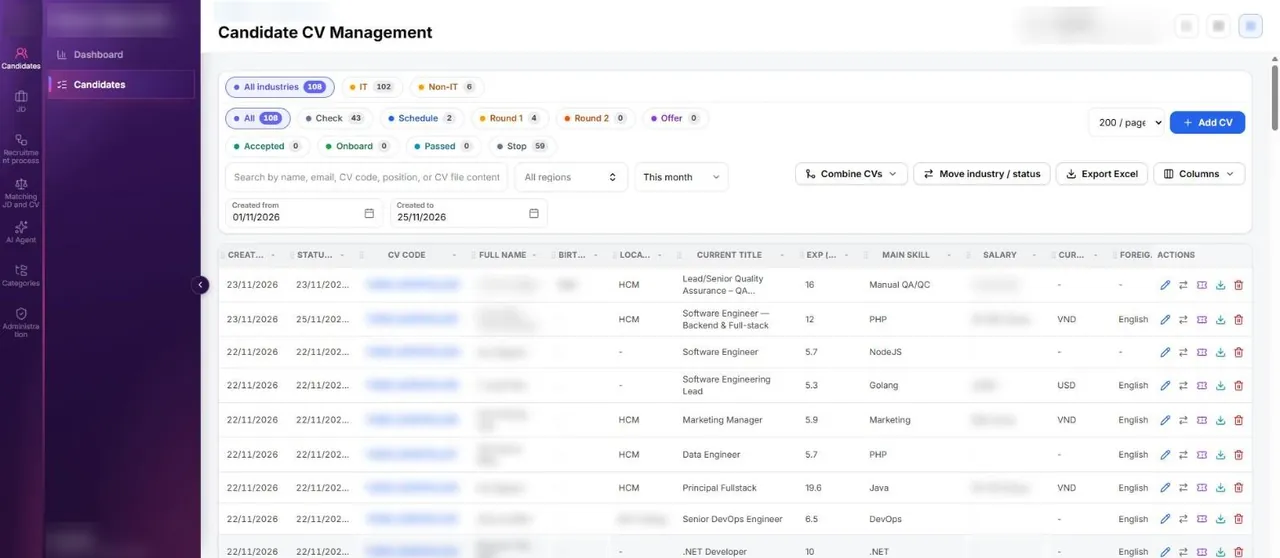 Candidate CV Management
Candidates
JD
Recruitme
nt process
Matching
JD and CV
AI Agent
Categories
Administra
tion
Dashboard
Candidates
All industries 108 IT 102 Non-IT 6
All 108 Check 43 Schedule 2 Round 1 4 Round 2 0 Offer 0
Accepted 0 Onboard 0 Passed 0 Stop 59
200 / page + Add CV
Search by name, email, CV code, position, or CV file content All regions This month
Combine CVs Move industry / status Export Excel Columns
Created from
01/11/2026
Created to
25/11/2026
CREAT... STATU... CV CODE FULL NAME BIRT... LOCA... CURRENT TITLE EXP (... MAIN SKILL SALARY CUR... FOREIG. ACTIONS
23/11/2026 23/11/202... HCM Lead/Senior Quality
Assurance – QA... 16 Manual QA/QC - -
23/11/2026 25/11/202... HCM Software Engineer —
Backend & Full-stack 12 PHP VND English
22/11/2026 22/11/202... - Software Engineer 5.7 NodeJS - -
22/11/2026 22/11/202... - Software Engineering
Lead 5.3 Golang USD English
22/11/2026 22/11/202... HCM Marketing Manager 5.9 Marketing VND English
22/11/2026 22/11/202... HCM Data Engineer 5.7 PHP - English
22/11/2026 22/11/202... HCM Principal Fullstack 19.6 Java VND English
22/11/2026 22/11/202... Senior DevOps Engineer 6.5 DevOps - English
22/11/2026 22/11/202... - .NET Developer 10 .NET - English